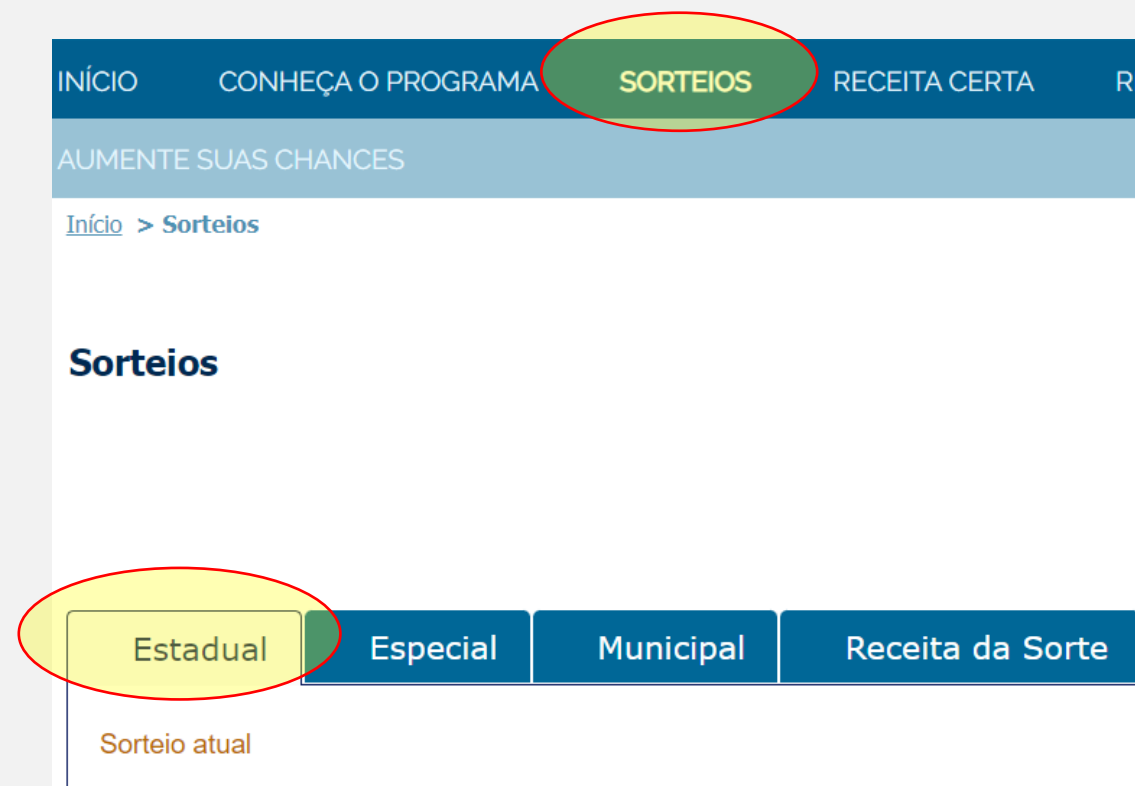 INÍCIO CONHEÇA O PROGRAMA SORTEIOS RECEITA CERTA R
AUMENTE SUAS CHANCES
Início > Sorteios
Sorteios
Estadual Especial Municipal Receita da Sorte
Sorteio atual